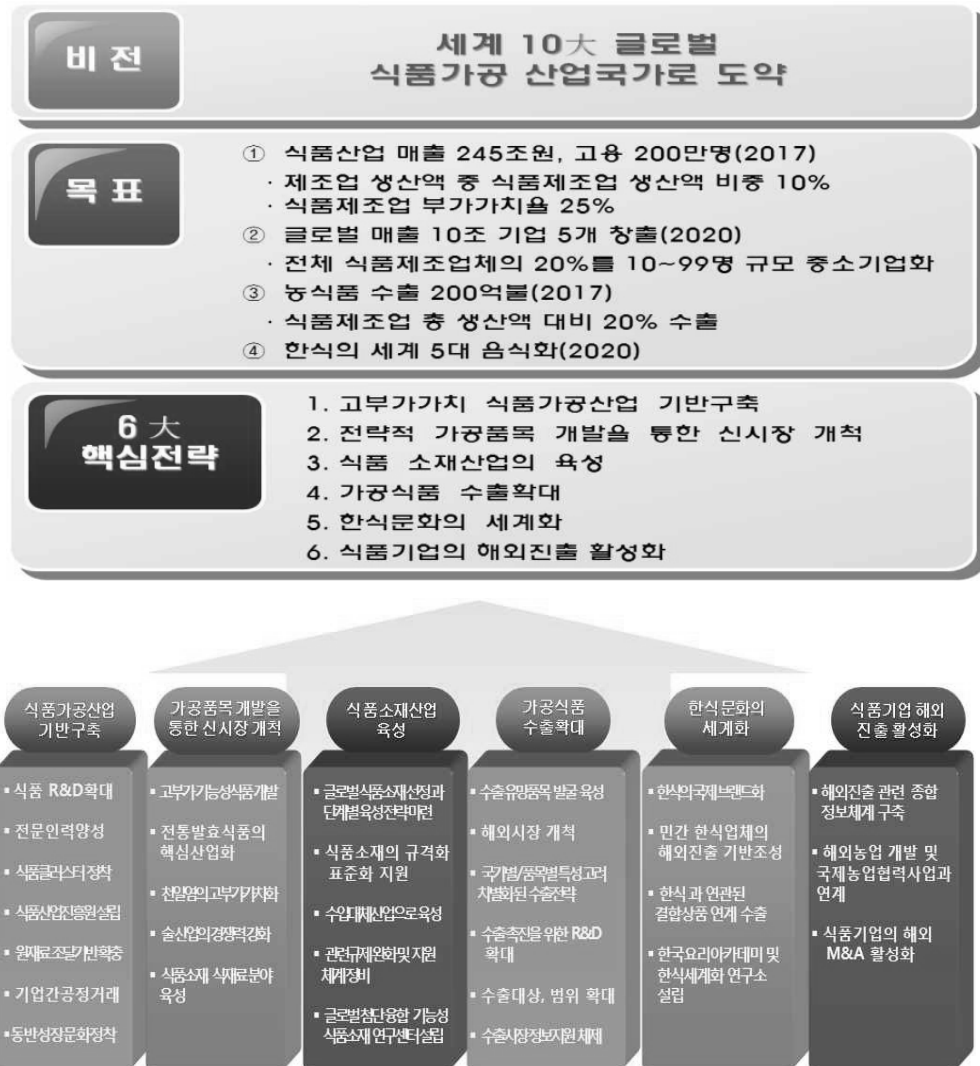 비 전
세계 10大 글로벌
식품가공 산업국가로 도약
목 표
① 식품산업 매출 245조원, 고용 200만명(2017)
· 제조업 생산액 중 식품제조업 생산액 비중 10%
· 식품제조업 부가가치율 25%
② 글로벌 매출 10조 기업 5개 창출(2020)
· 전체 식품제조업체의 20%를 10~99명 규모 중소기업화
③ 농식품 수출 200억불(2017)
· 식품제조업 총 생산액 대비 20% 수출
④ 한식의 세계 5대 음식화(2020)
6 大
핵심전략
1. 고부가가치 식품가공산업 기반구축
2. 전략적 가공품목 개발을 통한 신시장 개척
3. 식품 소재산업의 육성
4. 가공식품 수출확대
5. 한식문화의 세계화
6. 식품기업의 해외진출 활성화
식품가공산업
기반구축
▪ 식품 R&D확대
▪ 전문인력양성
▪ 식품클러스터 정착
▪ 식품산업진흥원 설립
▪ 원재료 조달기반확충
▪ 기업간공정거래
▪ 동반성장문화정착
가공품목 개발을
통한 신시장 개척
▪ 고부가기능성식품개발
▪ 전통발효식품의
핵심산업화
▪ 천일염의고부가가치화
▪ 술산업의경쟁력강화
▪ 식품소재 식재료분야
육성
식품소재산업
육성
▪ 글로벌식품소재선정과
단계별육성전략마련
▪ 식품소재의 규격화
표준화 지원
▪ 수입대체산업으로육성
▪ 관련규제완화및지원
체계정비
▪ 글로벌첨단융합 기능성
식품소재 연구센터설립
가공식품
수출확대
▪ 수출유망품목 발굴 육성
▪ 해외시장 개척
▪ 국가별/품목별특성고려
차별화된 수출전략
▪ 수출촉진을 위한 R&D
확대
▪ 수출대상, 범위 확대
▪ 수출시장정보지원 체제
한식문화의
세계화
▪ 한식의국제브랜드화
▪ 민간 한식업체의
해외진출 기반조성
▪ 한식과 연관된
결합상품 연계 수출
▪ 한국요리아카데미 및
한식세계화 연구소
설립
식품기업 해외
진출 활성화
▪ 해외진출 관련 종합
정보체계 구축
▪ 해외농업 개발 및
국제농업협력사업과
연계
▪ 식품기업의 해외
M&A 활성화